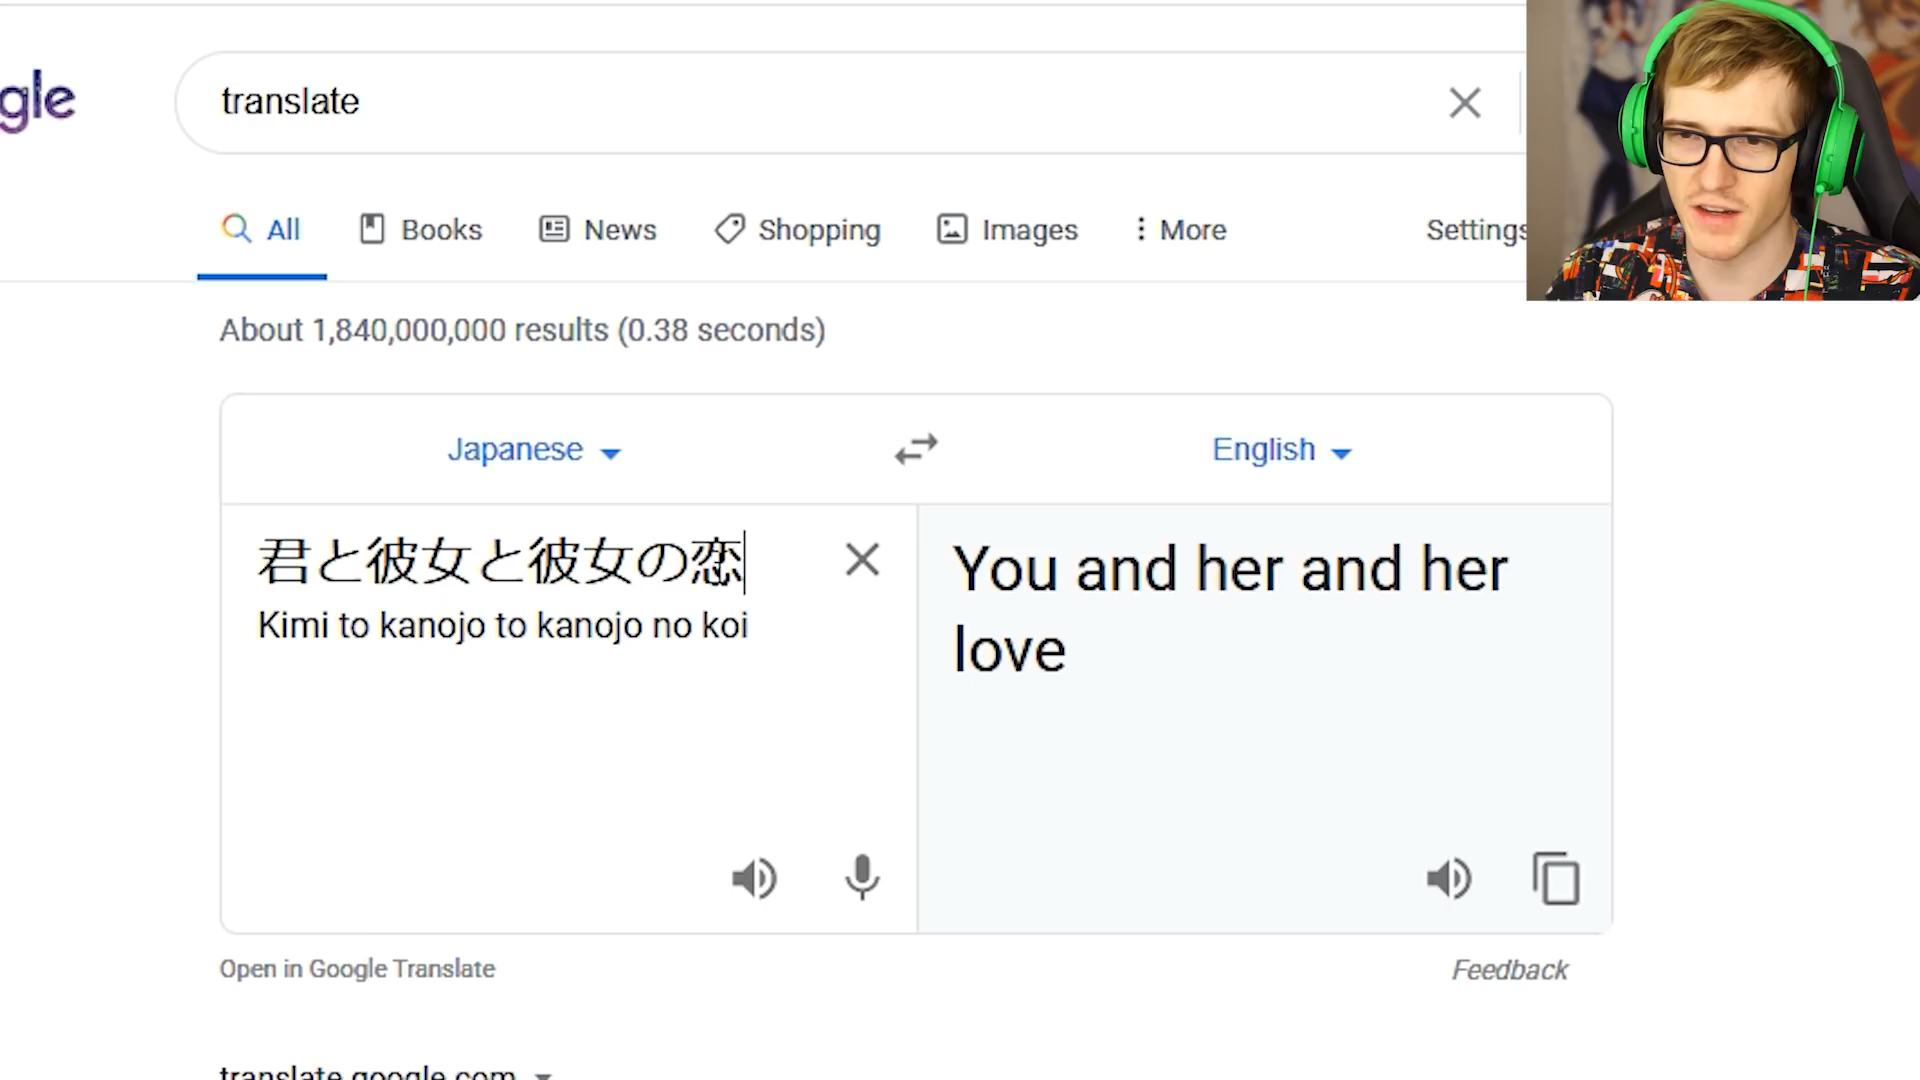 gle
translate
All Books News Shopping Images More Settings
About 1,840,000,000 results (0.38 seconds)
Japanese English
君と彼女と彼女の恋
Kimi to kanojo to kanojo no koi
You and her and her
love
Open in Google Translate Feedback
translate.google.com